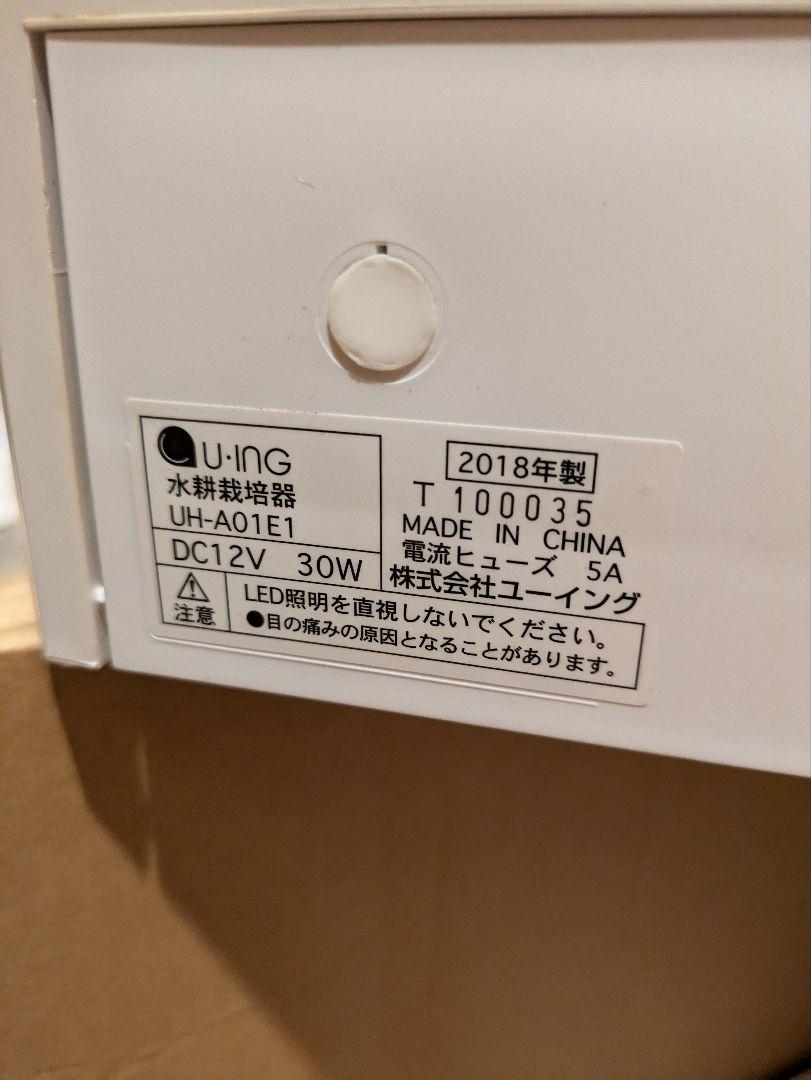 U·ING
水耕栽培器
UH-A01E1
DC12V 30W
2018年製
T 100035
MADE IN CHINA
電流ヒューズ 5A
株式会社ユーイング
注意
LED照明を直視しないでください。
●目の痛みの原因となることがあります。